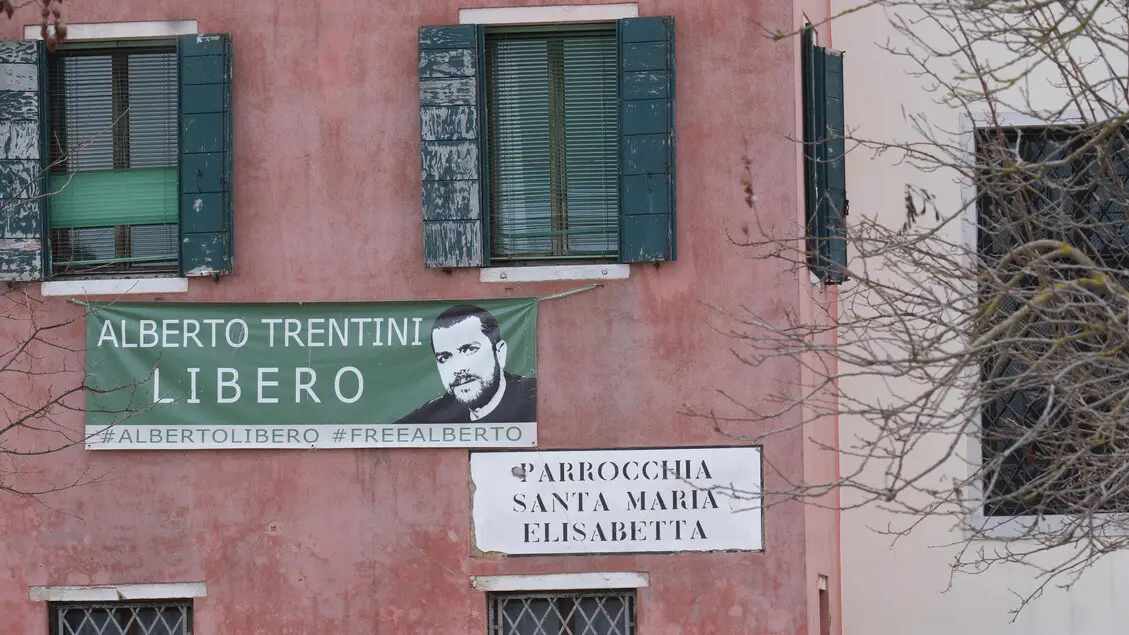 ALBERTO TRENTINI
LIBERO
#ALBERTOLIBERO #FREEALBERTO
PARROCCHIA
SANTA MARIA
ELISABETTA